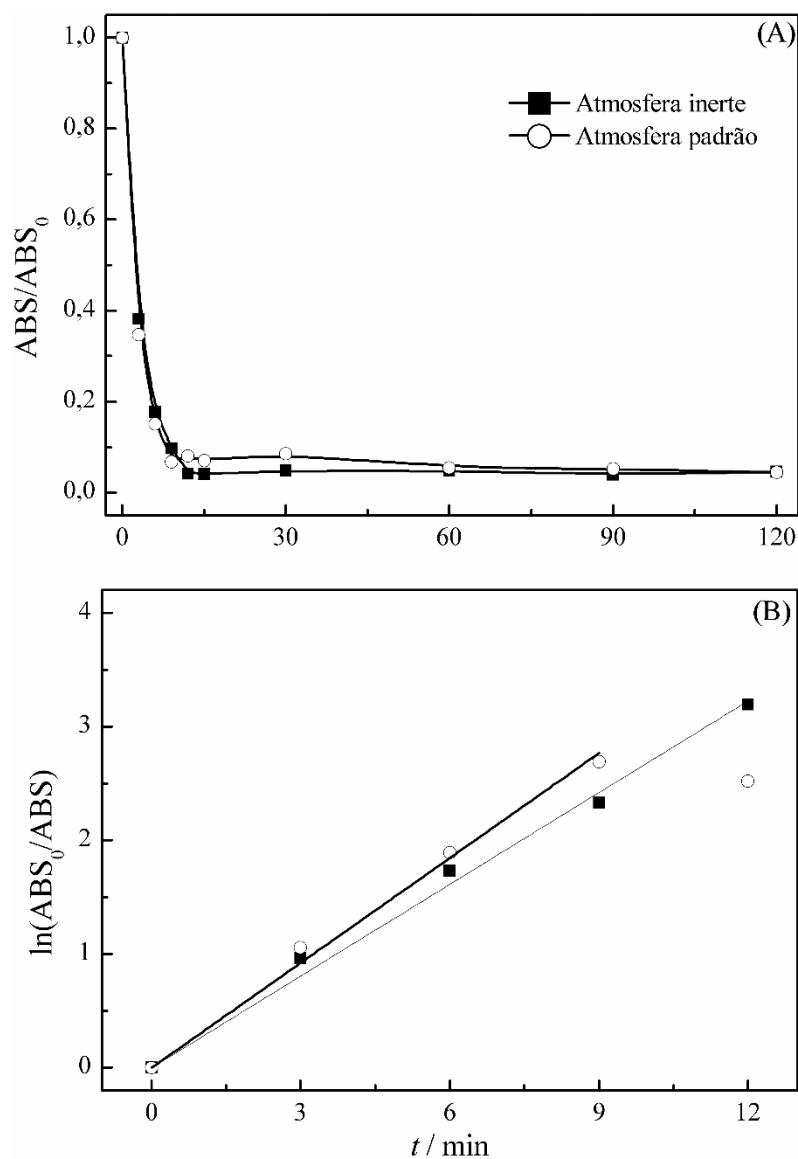 (A)
1,0
0,8
0,6
0,4
0,2
0,0
ABS/ABS₀
Atmosfera inerte
Atmosfera padrão
0 30 60 90 120
(B)
4
3
2
1
0
ln(ABS₀/ABS)
0 3 6 9 12
t / min